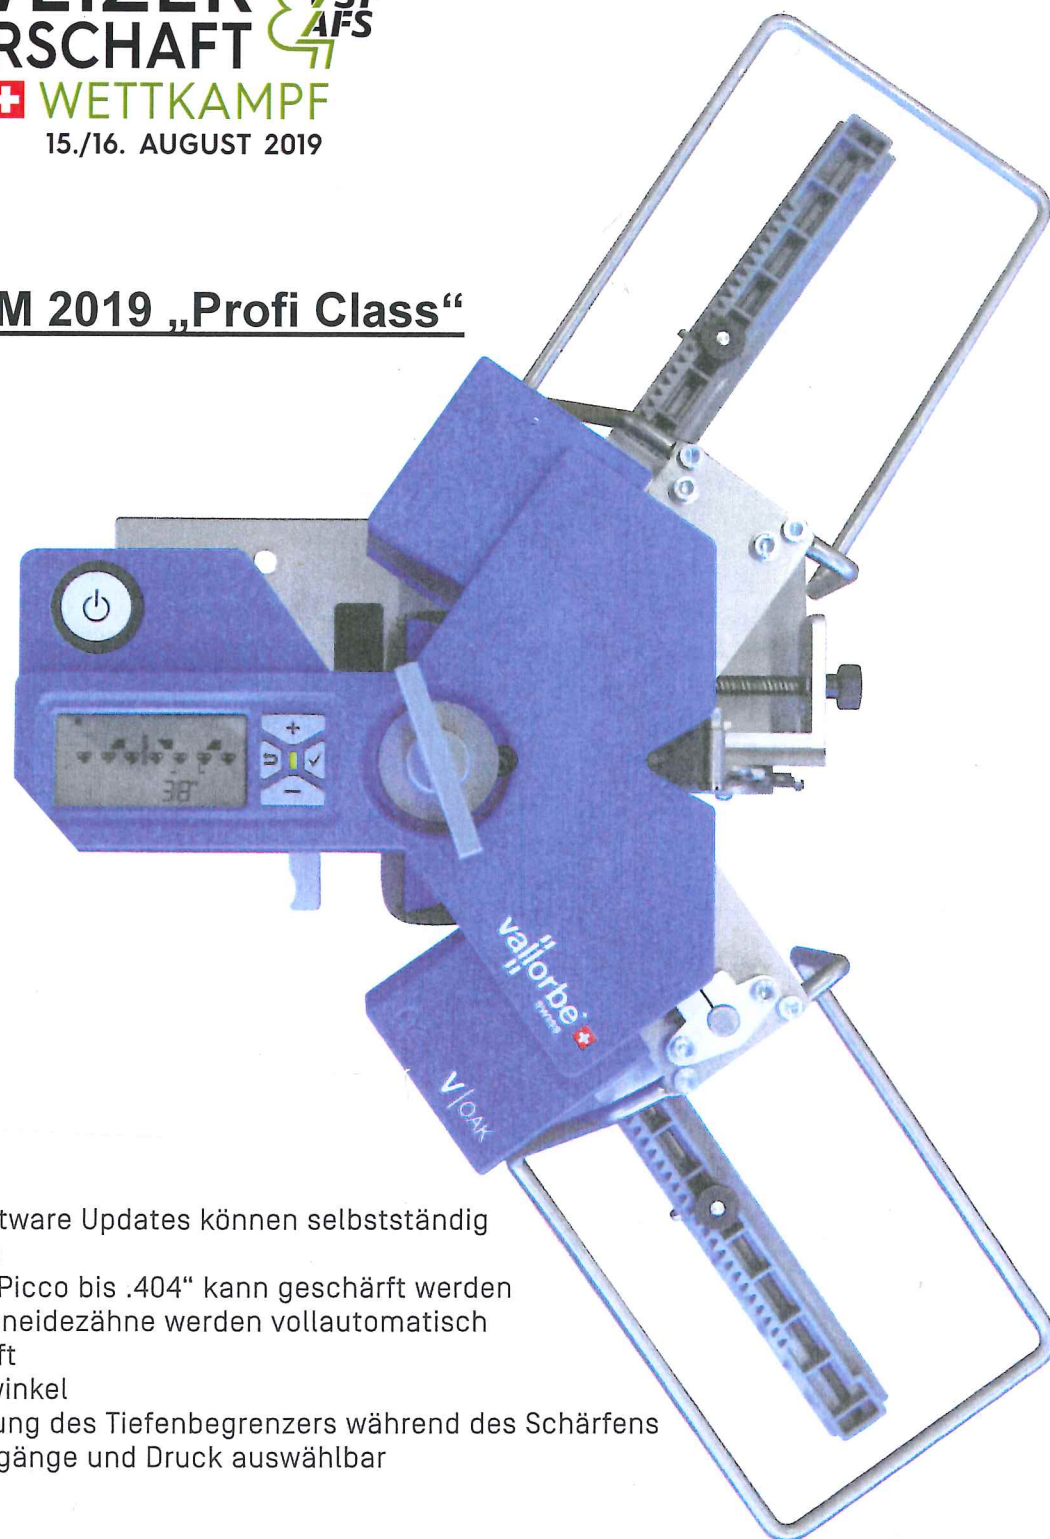 RSCHAFT
AFS
WETTKAMPF
15./16. AUGUST 2019
M 2019 „Profi Class“
38°
vallorbe
swiss
V|OAK
tware Updates können selbstständig
Picco bis .404“ kann geschärft werden
neidezähne werden vollautomatisch
ft
winkel
ung des Tiefenbegrenzers während des Schärfens
gänge und Druck auswählbar